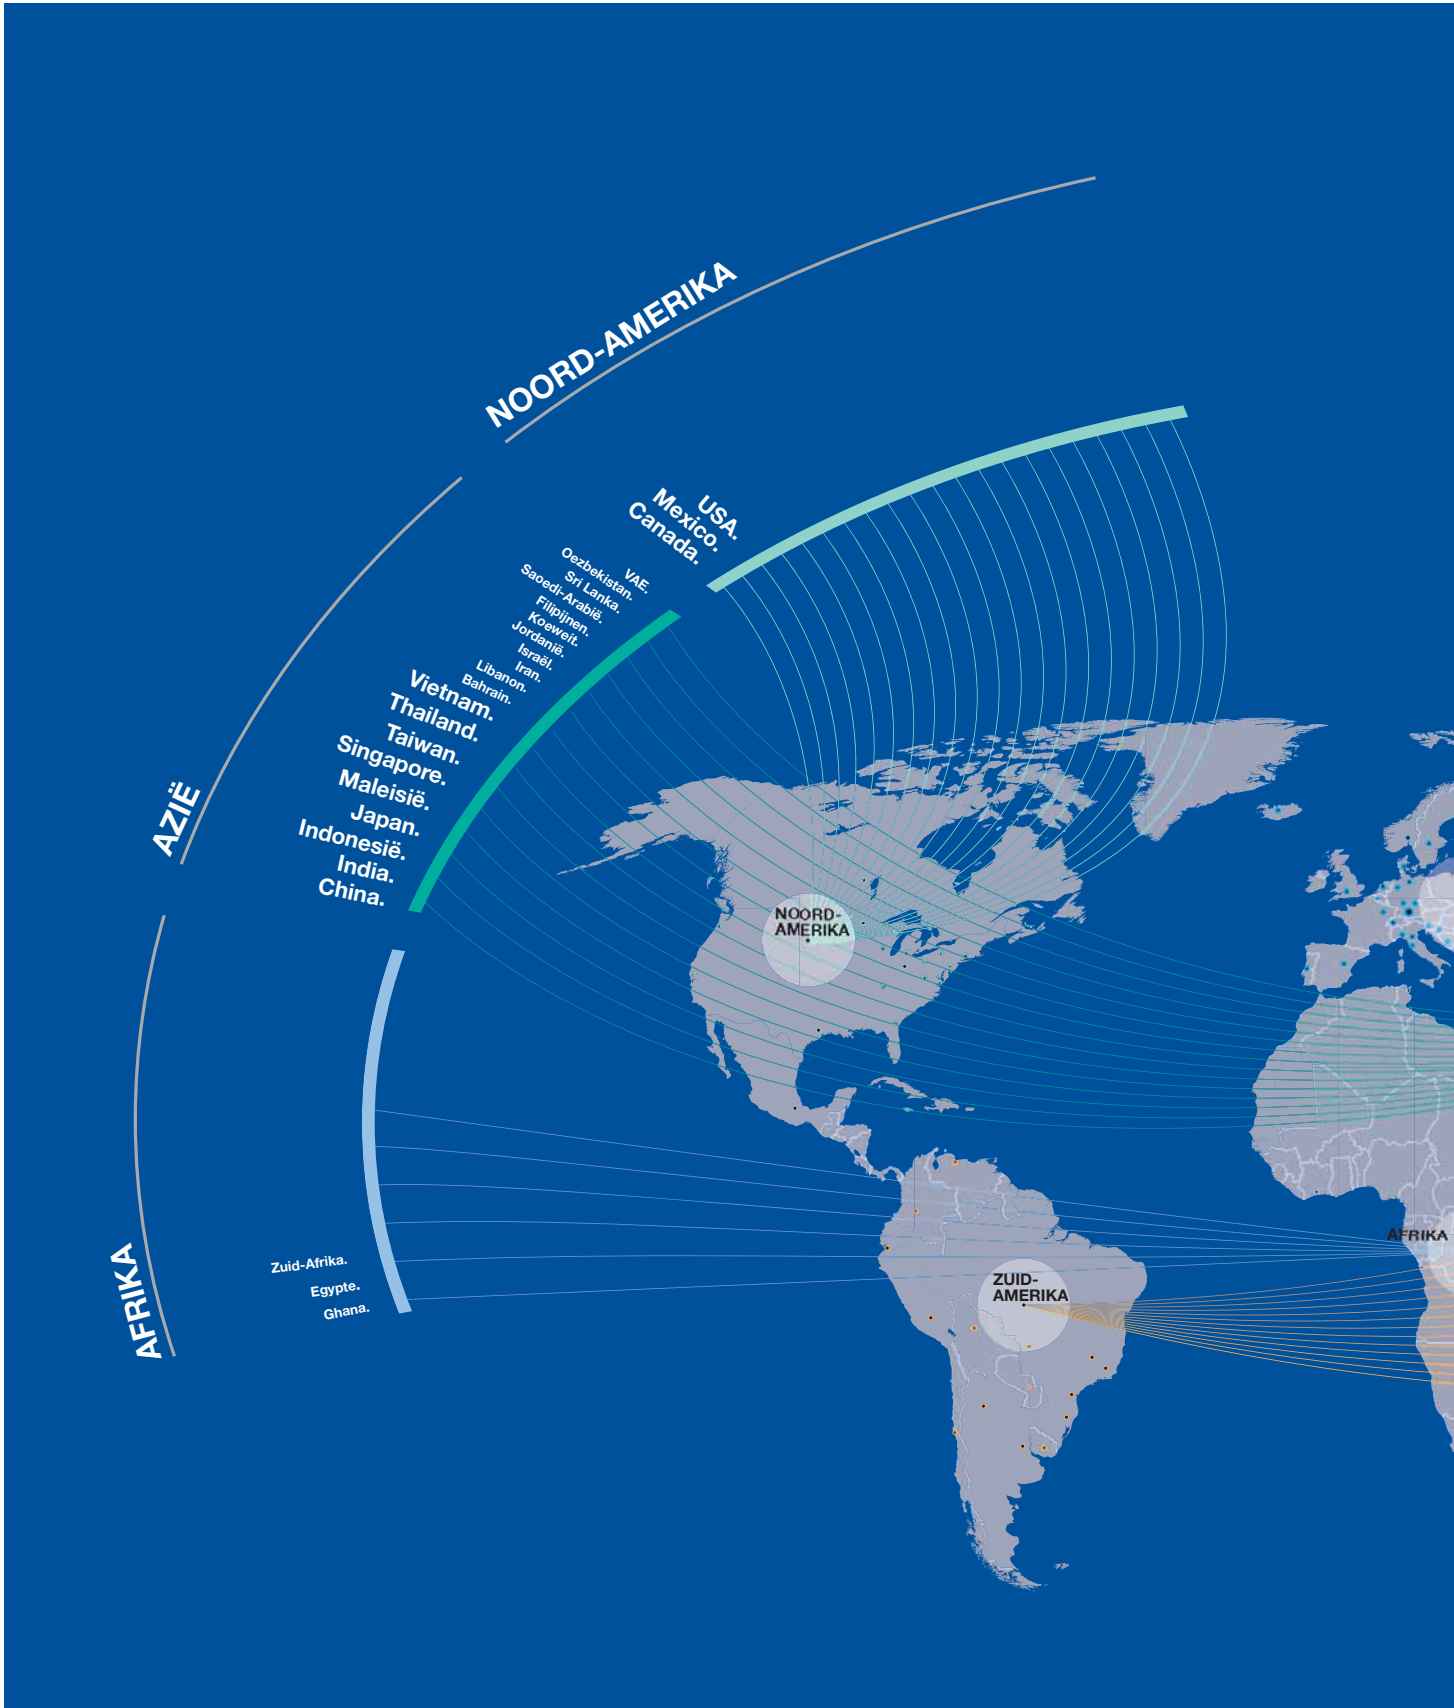 NOORD-AMERIKA
USA.
Mexico.
Canada.
AZIË
VAE.
Oezbekistan.
Sri Lanka.
Saoedi-Arabië.
Filipijnen.
Koeweit.
Jordanië.
Israël.
Iran.
Libanon.
Bahrain.
Vietnam.
Thailand.
Taiwan.
Singapore.
Maleisië.
Japan.
Indonesië.
India.
China.
AFRIKA
Zuid-Afrika.
Egypte.
Ghana.
NOORD-
AMERIKA
AFRIKA
ZUID-
AMERIKA